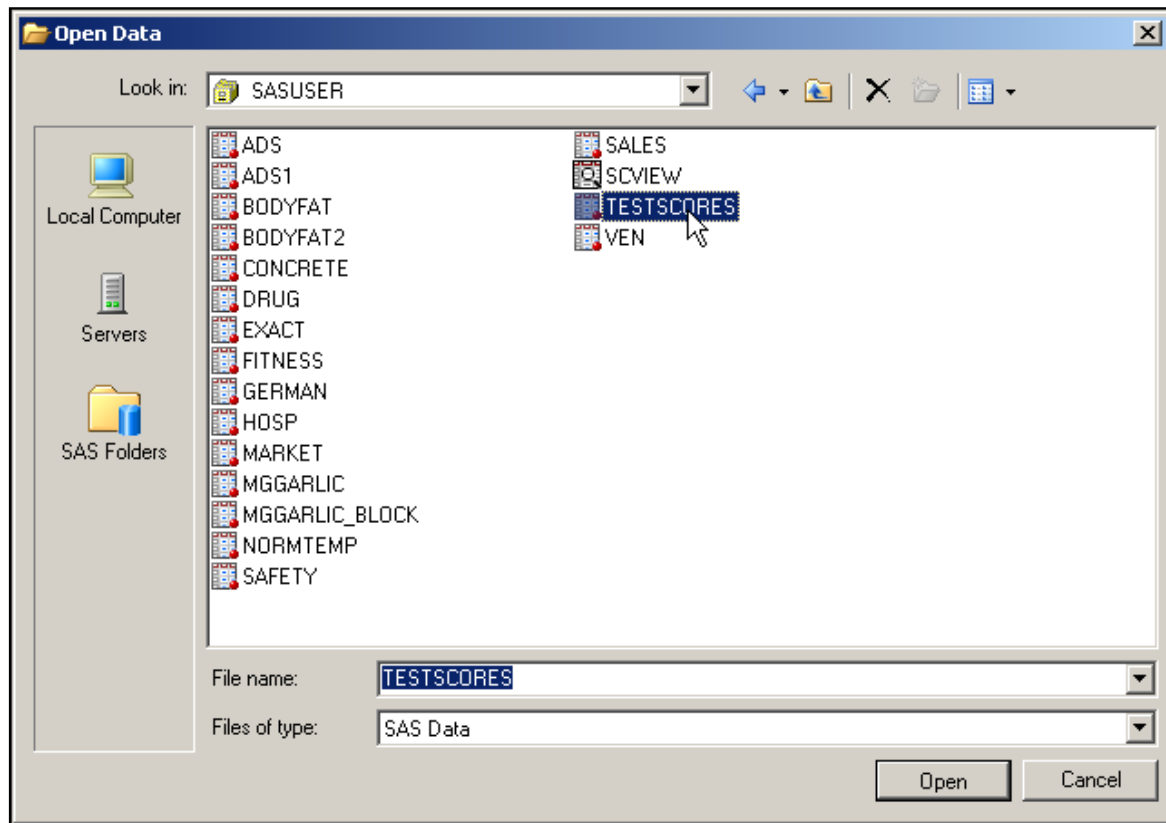 Open Data
Look in:
SASUSER
Local Computer
Servers
SAS Folders
ADS
ADS1
BODYFAT
BODYFAT2
CONCRETE
DRUG
EXACT
FITNESS
GERMAN
HOSP
MARKET
MGGARLIC
MGGARLIC_BLOCK
NORMTEMP
SAFETY
SALES
SCVIEW
TESTSCORES
VEN
File name:
TESTSCORES
Files of type:
SAS Data
Open
Cancel